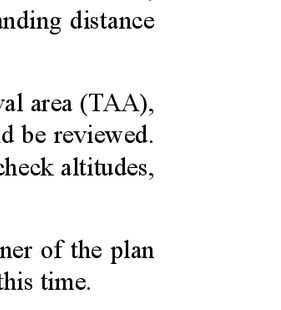 anding distance
val area (TAA),
d be reviewed.
check altitudes,
ner of the plan
this time.